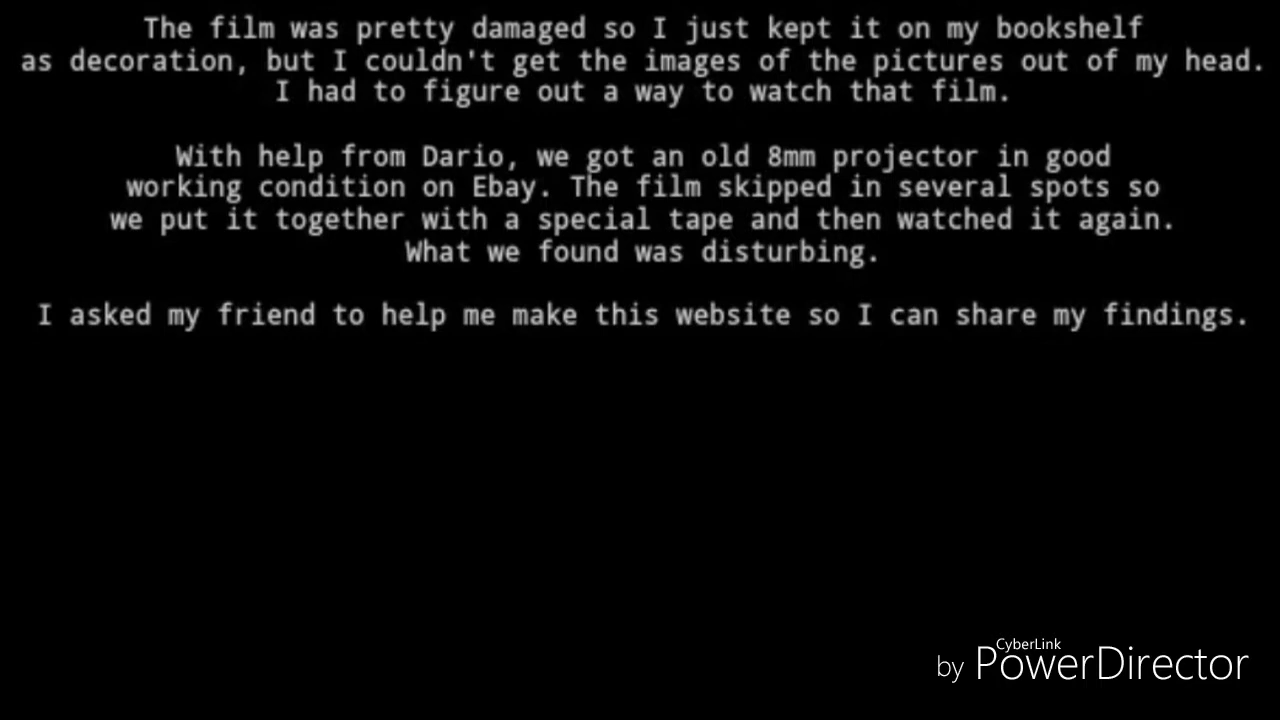 The film was pretty damaged so I just kept it on my bookshelf
as decoration, but I couldn't get the images of the pictures out of my head.
I had to figure out a way to watch that film.
With help from Dario, we got an old 8mm projector in good
working condition on Ebay. The film skipped in several spots so
we put it together with a special tape and then watched it again.
What we found was disturbing.
I asked my friend to help me make this website so I can share my findings.
CyberLink
by PowerDirector